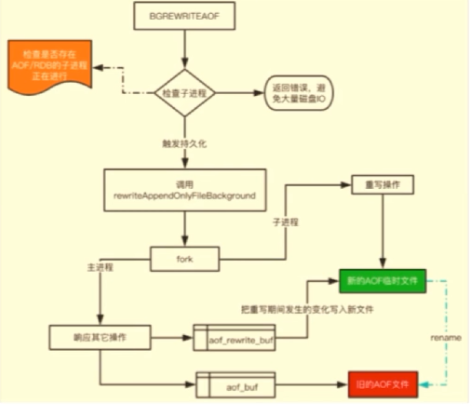 BGREWRITEAOF
检查是否存在
AOF/RDB的子进程
正在进行
检查子进程
返回错误，避
免大量磁盘IO
触发持久化
调用
rewriteAppendOnlyFileBackground
重写操作
子进程
fork
主进程
新的AOF临时文件
把重写期间发生的变化写入新文件
响应其它操作
aof_rewrite_buf
rename
aof_buf
旧的AOF文件